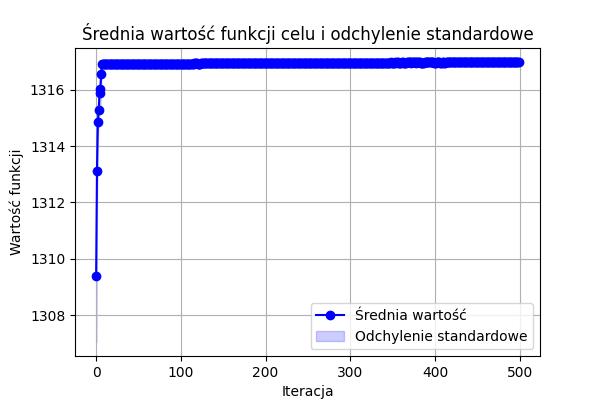 Średnia wartość funkcji celu i odchylenie standardowe
Wartość funkcji
1316
1314
1312
1310
1308
Średnia wartość
Odchylenie standardowe
0 100 200 300 400 500
Iteracja